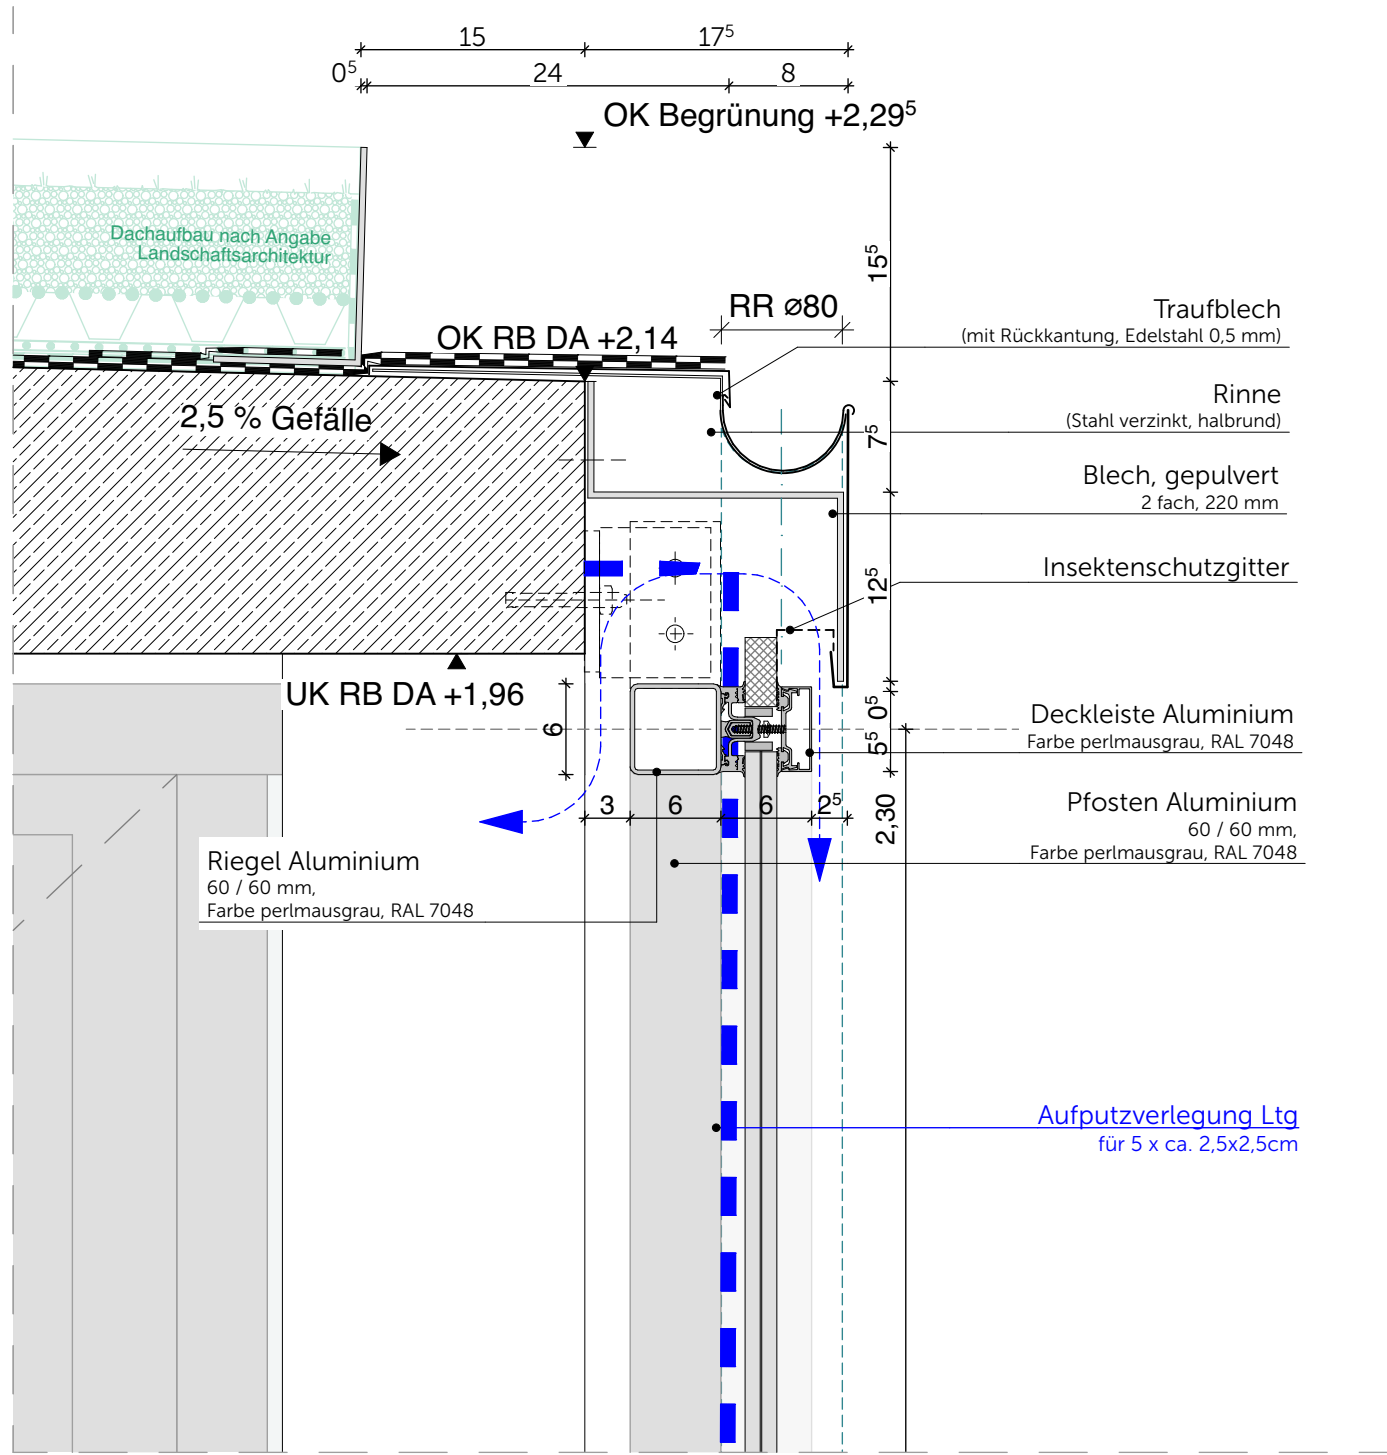 15
17⁵
0⁵
24
8
OK Begrünung +2,29⁵
Dachaufbau nach Angabe
Landschaftsarchitektur
15⁵
RR ⌀80
OK RB DA +2,14
Traufblech
(mit Rückkantung, Edelstahl 0,5 mm)
2,5 % Gefälle
Rinne
(Stahl verzinkt, halbrund)
7⁵
Blech, gepulvert
2 fach, 220 mm
Insektenschutzgitter
12⁵
UK RB DA +1,96
6
0⁵
5⁵
Deckleiste Aluminium
Farbe perlmausgrau, RAL 7048
3
6
6
2⁵
2,30
Pfosten Aluminium
60 / 60 mm,
Farbe perlmausgrau, RAL 7048
Riegel Aluminium
60 / 60 mm,
Farbe perlmausgrau, RAL 7048
Aufputzverlegung Ltg
für 5 x ca. 2,5x2,5cm